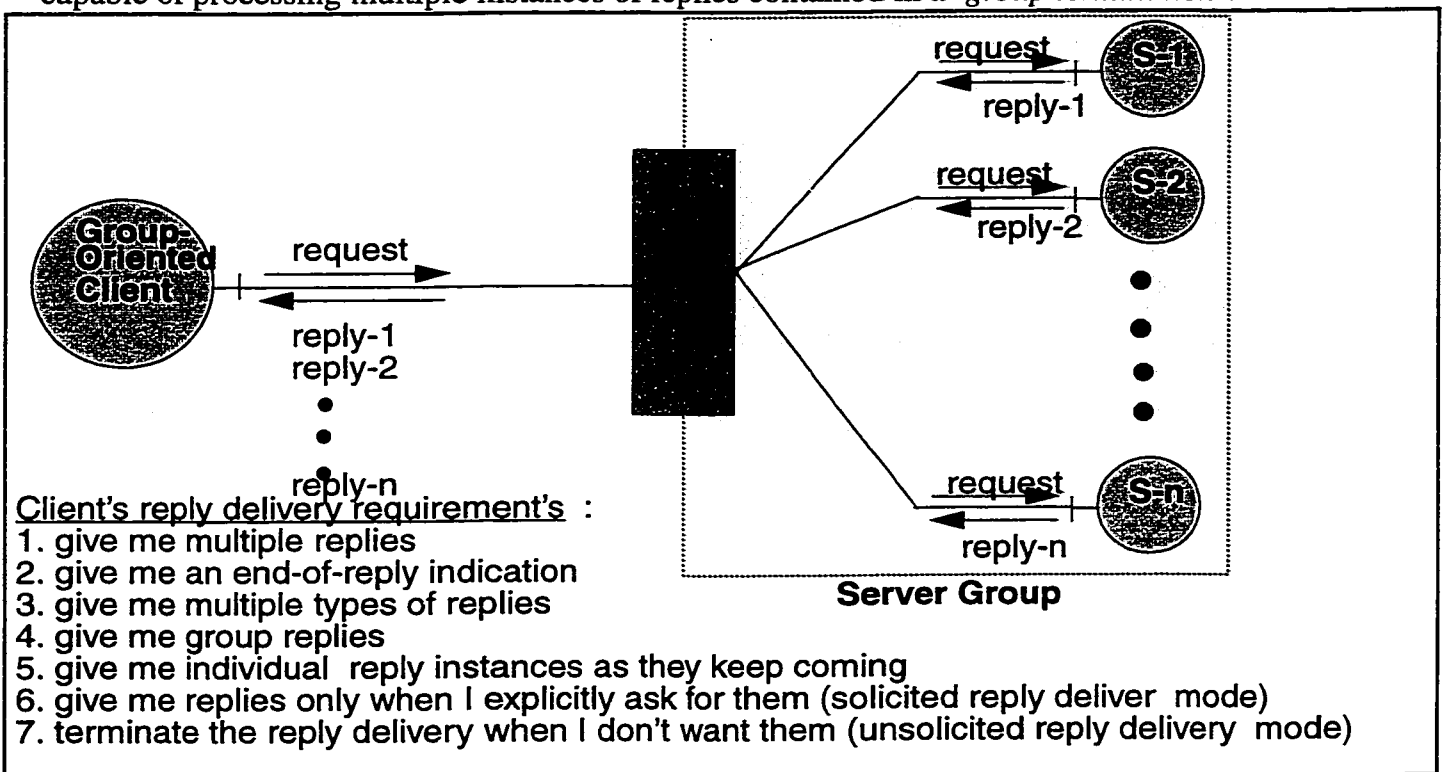 capable of processing multiple instances of replies contained in a
request
S-1
reply-1
request
S-2
reply-2
Group-
Oriented
Client
request
reply-1
reply-2
reply-n
request
S-n
reply-n
Server Group
Client's reply delivery requirement's :
1. give me multiple replies
2. give me an end-of-reply indication
3. give me multiple types of replies
4. give me group replies
5. give me individual reply instances as they keep coming
6. give me replies only when I explicitly ask for them (solicited reply deliver mode)
7. terminate the reply delivery when I don't want them (unsolicited reply delivery mode)